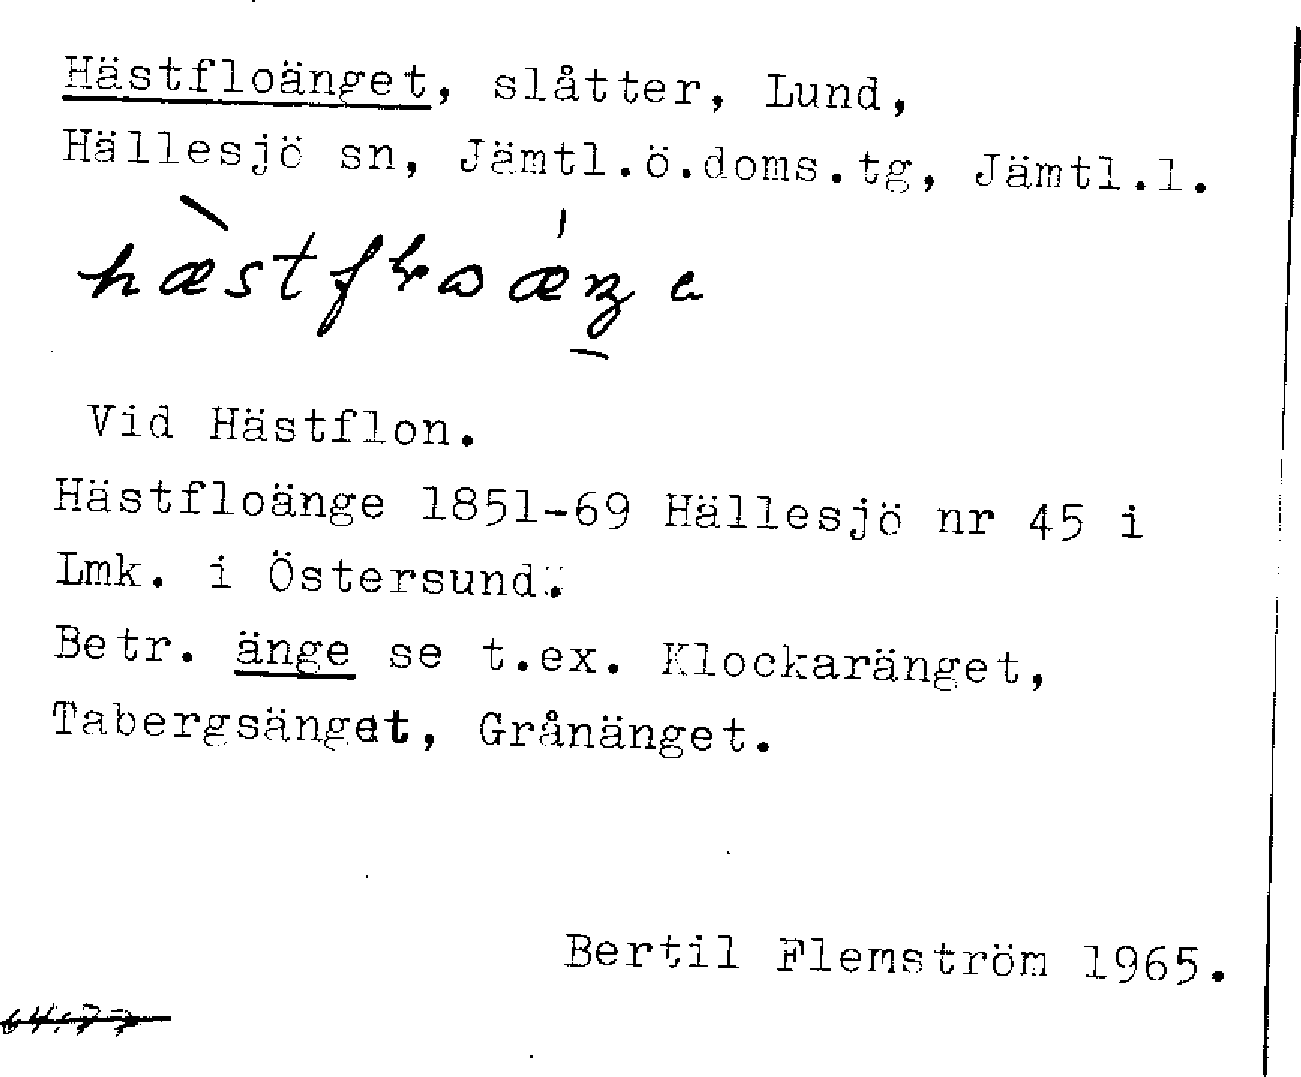 Hästfloänget, slåtter, Lund,
Hällesjö sn, Jämtl.ö.doms.tg, Jämtl.l.
Vid Hästflon.
Hästfloänge 1851-69 Hällesjö nr 45 i
Lmk. i Östersund.
Betr. änge se t.ex. Klockaränget,
Tabergsänget, Grånänget.
Bertil Flemström 1965.